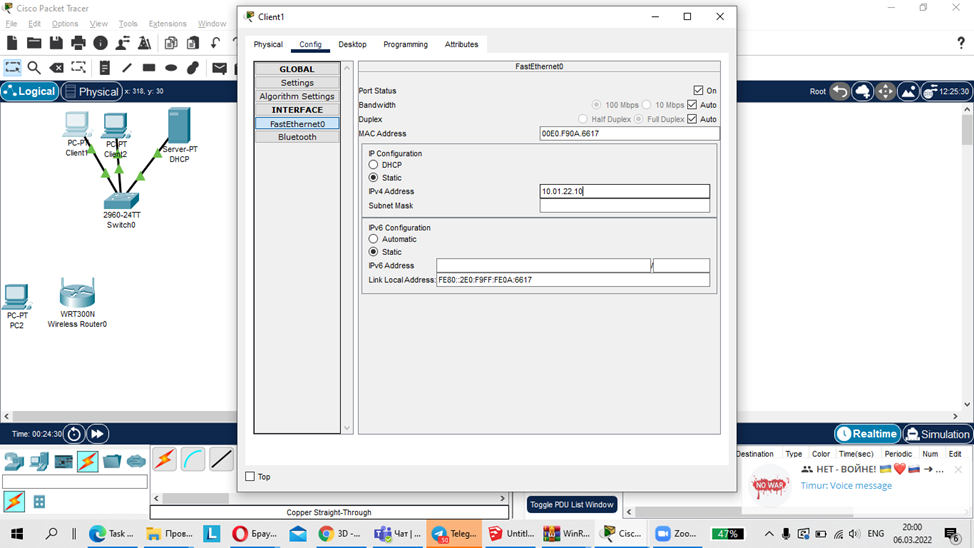 Cisco Packet Tracer
File Edit Options View Tools Extensions Window
Logical Physical x: 318, y: 30
Root 12:25:30
PC-PT
Client1
PC-PT
Client2
Server-PT
DHCP
2960-24TT
Switch0
PC-PT
PC2
WRT300N
Wireless Router0
Client1
Physical Config Desktop Programming Attributes
GLOBAL
Settings
Algorithm Settings
INTERFACE
FastEthernet0
Bluetooth
FastEthernet0
Port Status On
Bandwidth 100 Mbps 10 Mbps Auto
Duplex Half Duplex Full Duplex Auto
MAC Address 00E0.F90A.6617
IP Configuration
DHCP
Static
IPv4 Address 10.01.22.10
Subnet Mask
IPv6 Configuration
Automatic
Static
IPv6 Address /
Link Local Address: FE80::2E0:F9FF:FE0A:6617
Top
Time: 00:24:30
Realtime Simulation
Copper Straight-Through
Toggle PDU List Window
Destination Type Color Time(sec) Periodic Num Edit
NO WAR
НЕТ - ВОЙНЕ! 🇺🇦❤️🇷🇺 → ...
Timur: Voice message
Task ...
Пров...
L
Брау...
3D - ...
Чат | ...
Teleg...
Untitl...
WinR...
Cisc...
Zoo...
47%
ENG
20:00
06.03.2022
6